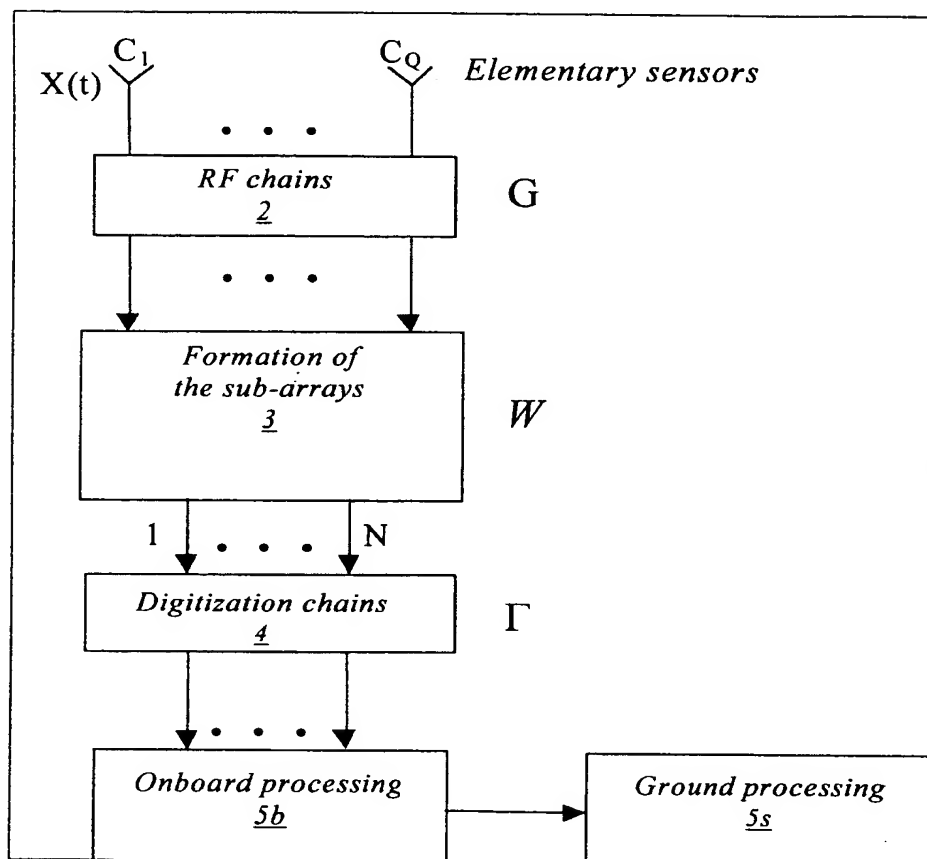 C1 CQ Elementary sensors
X(t)
RF chains
2
G
Formation of
the sub-arrays
3
W
1 N
Digitization chains
4
Γ
Onboard processing
5b
Ground processing
5s